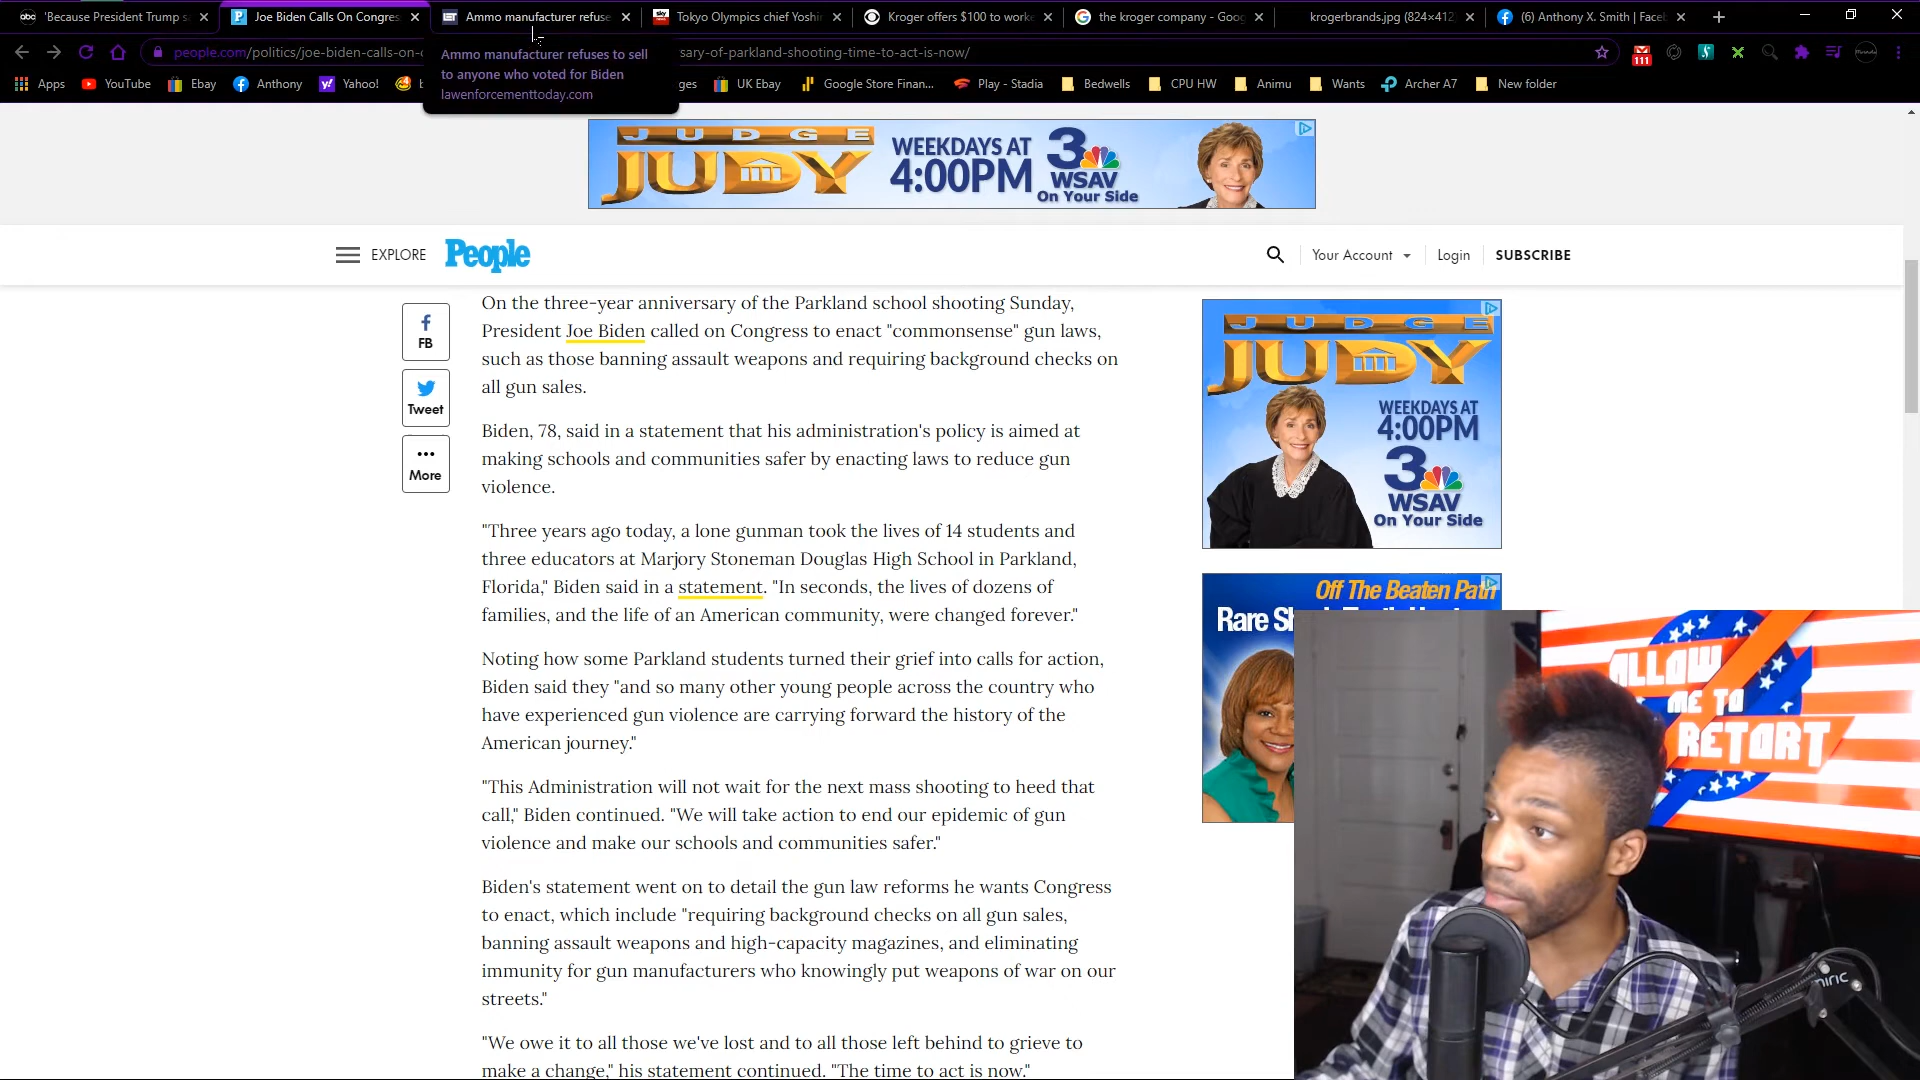 'Because President Trump s
Joe Biden Calls On Congres
Ammo manufacturer refuse
Tokyo Olympics chief Yoshir
Kroger offers $100 to worke
the kroger company - Goog
krogerbrands.jpg (824×412)
(6) Anthony X. Smith | Faceb
people.com/politics/joe-biden-calls-on-c
sary-of-parkland-shooting-time-to-act-is-now/
111
Ammo manufacturer refuses to sell
to anyone who voted for Biden
lawenforcementtoday.com
Apps
YouTube
Ebay
Anthony
Yahoo!
b
ges
UK Ebay
Google Store Finan...
Play - Stadia
Bedwells
CPU HW
Animu
Wants
Archer A7
New folder
JUDGE
JUDY
WEEKDAYS AT
4:00PM
3
WSAV
On Your Side
EXPLORE
People
Your Account
Login
SUBSCRIBE
FB
Tweet
More
On the three-year anniversary of the Parkland school shooting Sunday,
President Joe Biden called on Congress to enact "commonsense" gun laws,
such as those banning assault weapons and requiring background checks on
all gun sales.
Biden, 78, said in a statement that his administration's policy is aimed at
making schools and communities safer by enacting laws to reduce gun
violence.
"Three years ago today, a lone gunman took the lives of 14 students and
three educators at Marjory Stoneman Douglas High School in Parkland,
Florida," Biden said in a statement. "In seconds, the lives of dozens of
families, and the life of an American community, were changed forever."
Noting how some Parkland students turned their grief into calls for action,
Biden said they "and so many other young people across the country who
have experienced gun violence are carrying forward the history of the
American journey."
"This Administration will not wait for the next mass shooting to heed that
call," Biden continued. "We will take action to end our epidemic of gun
violence and make our schools and communities safer."
Biden's statement went on to detail the gun law reforms he wants Congress
to enact, which include "requiring background checks on all gun sales,
banning assault weapons and high-capacity magazines, and eliminating
immunity for gun manufacturers who knowingly put weapons of war on our
streets."
"We owe it to all those we've lost and to all those left behind to grieve to
make a change," his statement continued. "The time to act is now."
JUDGE
JUDY
WEEKDAYS AT
4:00PM
3
WSAV
On Your Side
Off The Beaten Path
Rare
ALLOW
ME TO
RETORT